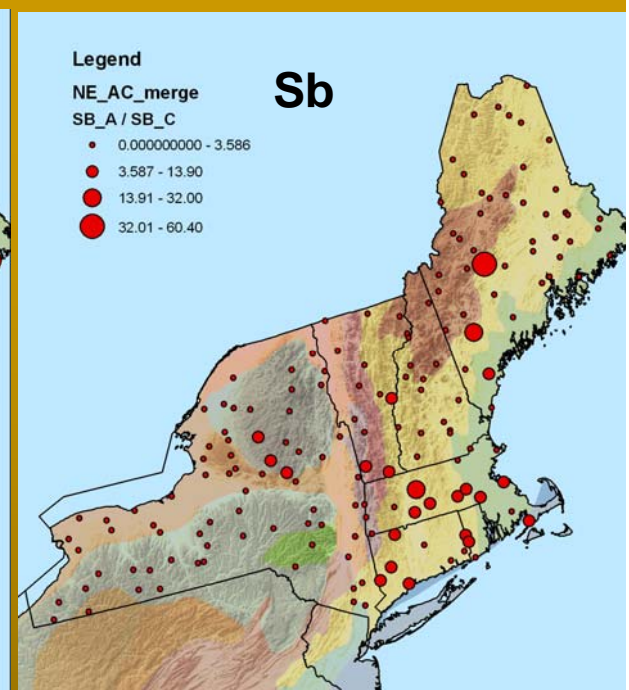 Legend
Sb
NE_AC_merge
SB_A / SB_C
0.000000000 - 3.586
3.587 - 13.90
13.91 - 32.00
32.01 - 60.40